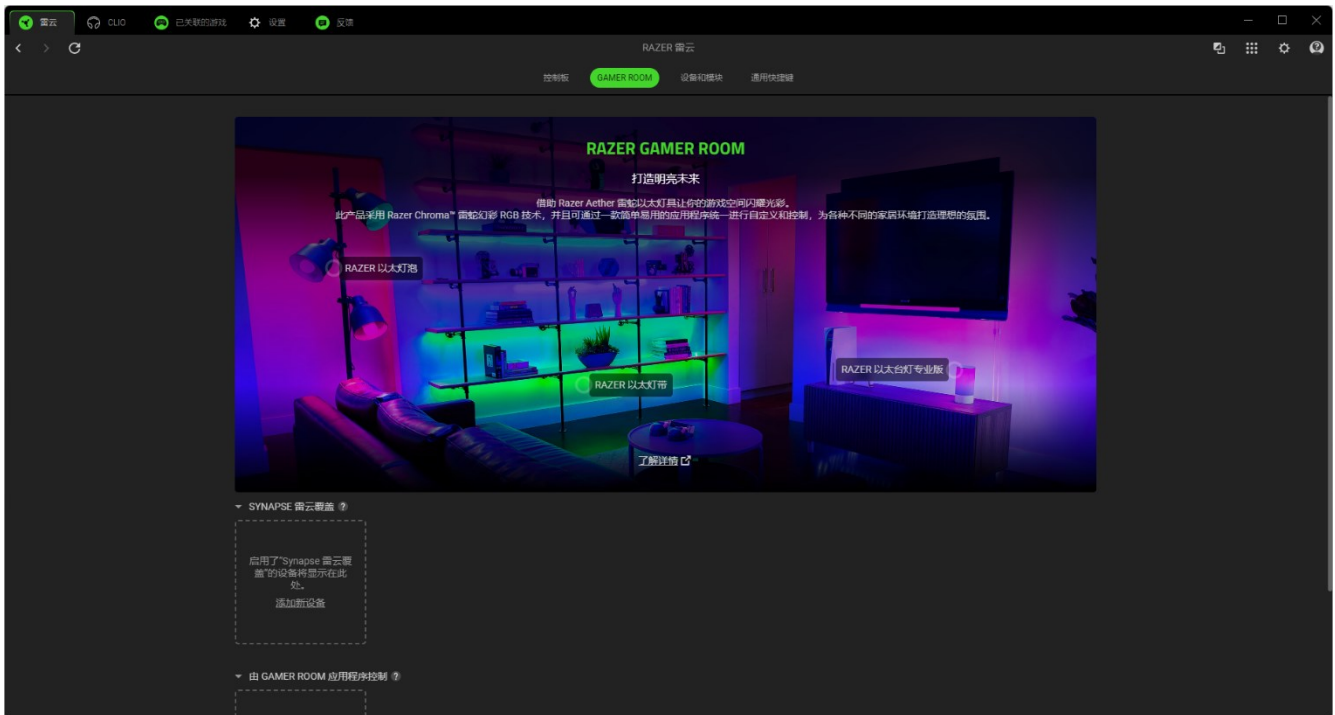 雷云
CLIO
已关联的游戏
设置
反馈
RAZER 雷云
控制板
GAMER ROOM
设备和模块
通用快捷键
RAZER GAMER ROOM
打造明亮未来
借助 Razer Aether 雷蛇以太灯具让你的游戏空间闪耀光彩。
此产品采用 Razer Chroma™ 雷蛇幻彩 RGB 技术，并且可通过一款简单易用的应用程序统一进行自定义和控制，为各种不同的家居环境打造理想的氛围。
RAZER 以太灯泡
RAZER 以太台灯专业版
RAZER 以太灯带
了解详情
SYNAPSE 雷云覆盖 ?
启用了"Synapse 雷云覆
盖"的设备将显示在此
处。
添加新设备
由 GAMER ROOM 应用程序控制 ?